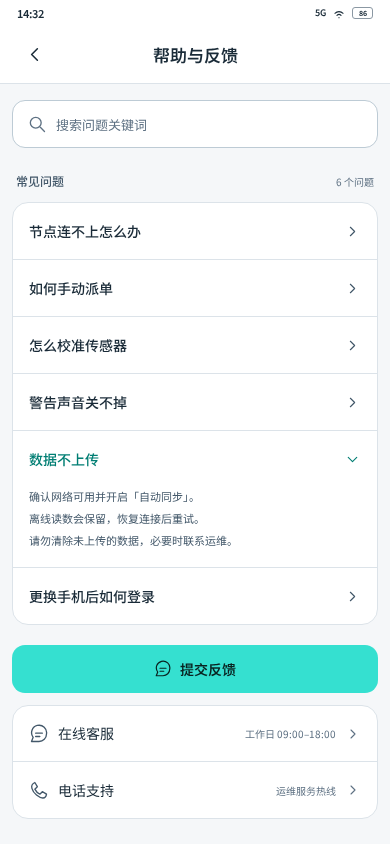 14:32
5G
86
帮助与反馈
搜索问题关键词
常见问题
6 个问题
节点连不上怎么办
如何手动派单
怎么校准传感器
警告声音关不掉
数据不上传
确认网络可用并开启「自动同步」。
离线读数会保留，恢复连接后重试。
请勿清除未上传的数据，必要时联系运维。
更换手机后如何登录
提交反馈
在线客服
工作日 09:00–18:00
电话支持
运维服务热线